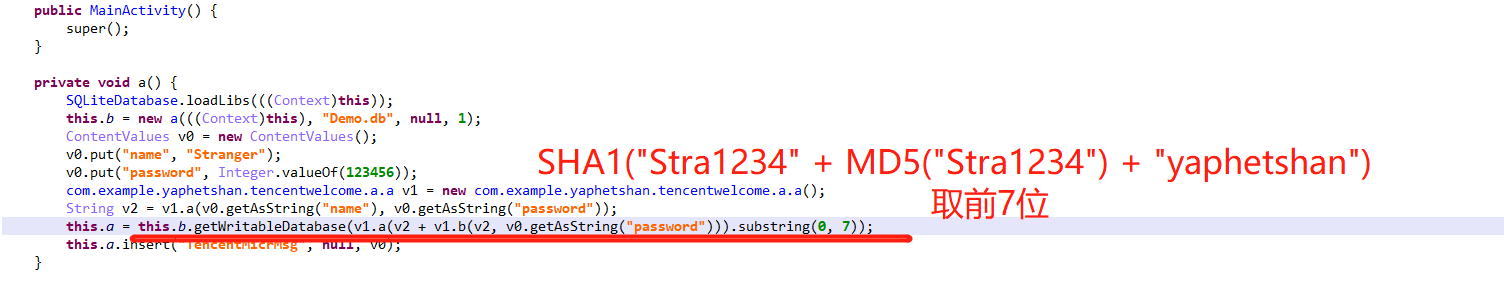 public MainActivity() {
super();
}
private void a() {
SQLiteDatabase.loadLibs(((Context)this));
this.b = new a(((Context)this), "Demo.db", null, 1);
ContentValues v0 = new ContentValues();
v0.put("name", "Stranger");
v0.put("password", Integer.valueOf(123456));
com.example.yaphetshan.tencentwelcome.a.a v1 = new com.example.yaphetshan.tencentwelcome.a.a();
String v2 = v1.a(v0.getAsString("name"), v0.getAsString("password"));
this.a = this.b.getWritableDatabase(v1.a(v2 + v1.b(v2, v0.getAsString("password"))).substring(0, 7));
this.a.insert("TencentMicrMsg", null, v0);
}
SHA1("Stra1234" + MD5("Stra1234") + "yaphetshan")
取前7位